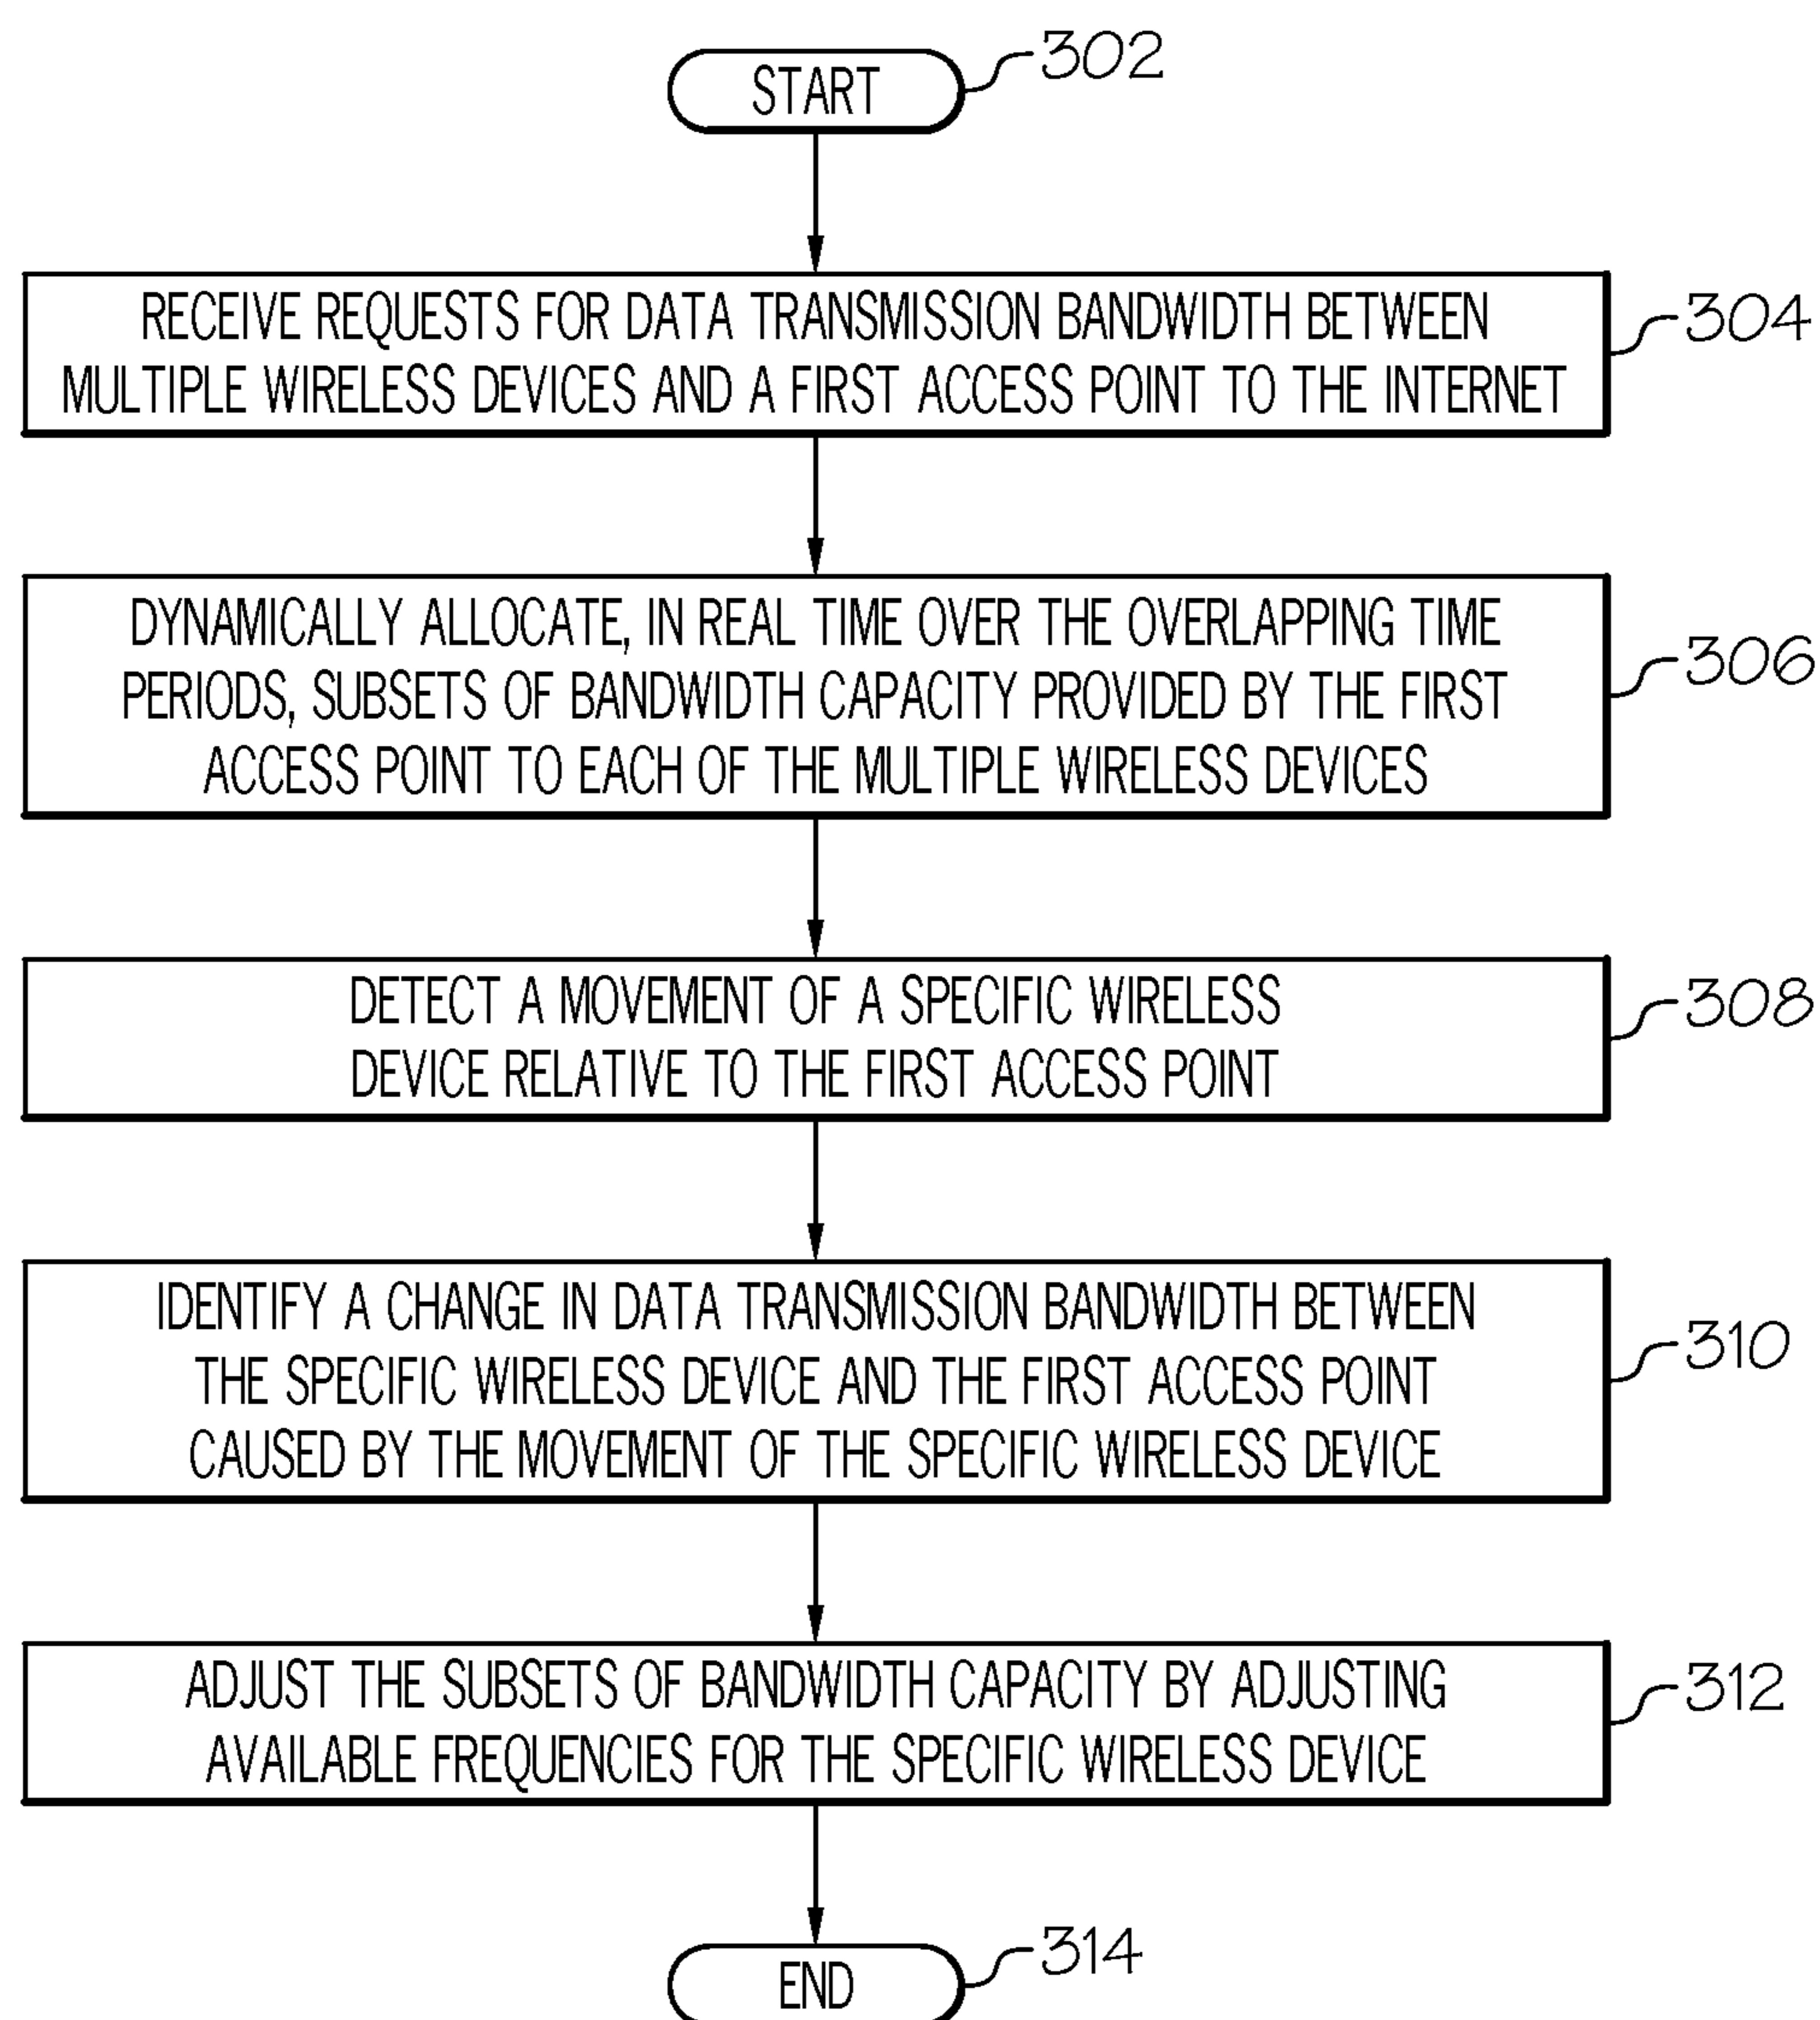 START
302
RECEIVE REQUESTS FOR DATA TRANSMISSION BANDWIDTH BETWEEN
MULTIPLE WIRELESS DEVICES AND A FIRST ACCESS POINT TO THE INTERNET
304
DYNAMICALLY ALLOCATE, IN REAL TIME OVER THE OVERLAPPING TIME
PERIODS, SUBSETS OF BANDWIDTH CAPACITY PROVIDED BY THE FIRST
ACCESS POINT TO EACH OF THE MULTIPLE WIRELESS DEVICES
306
DETECT A MOVEMENT OF A SPECIFIC WIRELESS
DEVICE RELATIVE TO THE FIRST ACCESS POINT
308
IDENTIFY A CHANGE IN DATA TRANSMISSION BANDWIDTH BETWEEN
THE SPECIFIC WIRELESS DEVICE AND THE FIRST ACCESS POINT
CAUSED BY THE MOVEMENT OF THE SPECIFIC WIRELESS DEVICE
310
ADJUST THE SUBSETS OF BANDWIDTH CAPACITY BY ADJUSTING
AVAILABLE FREQUENCIES FOR THE SPECIFIC WIRELESS DEVICE
312
END
314